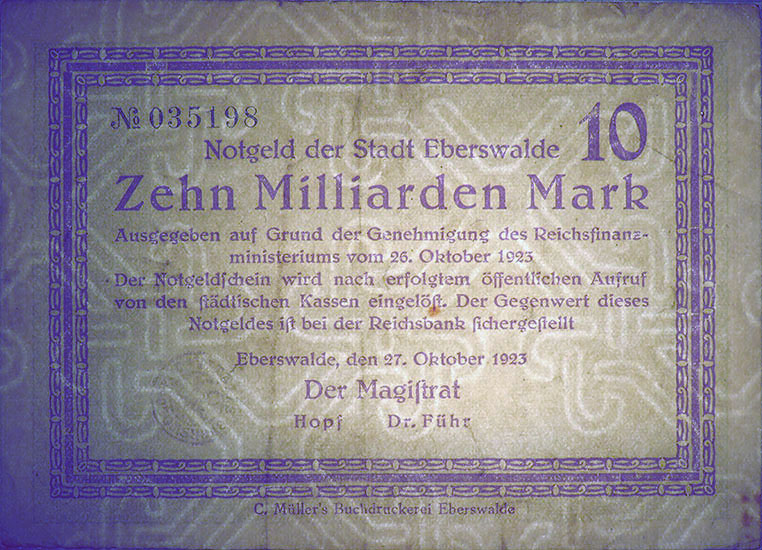 № 035198
10
Notgeld der Stadt Eberswalde
Zehn Milliarden Mark
Ausgegeben auf Grund der Genehmigung des Reichsfinanz-
ministeriums vom 26. Oktober 1923
Der Notgeldschein wird nach erfolgtem öffentlichen Aufruf
von den ſtädtiſchen Kassen eingelöſt. Der Gegenwert dieses
Notgeldes iſt bei der Reichsbank ſichergeſtellt
Eberswalde, den 27. Oktober 1923
Der Magiſtrat
Hopf Dr. Führ
C. Müller's Buchdruckerei Eberswalde